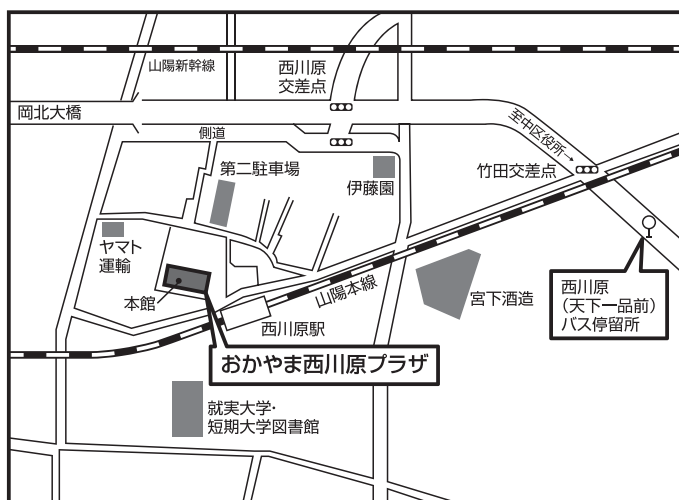 山陽新幹線
西川原
交差点
岡北大橋
至中区役所→
側道
第二駐車場
伊藤園
竹田交差点
ヤマト
運輸
本館
山陽本線
宮下酒造
西川原
（天下一品前）
バス停留所
西川原駅
おかやま西川原プラザ
就実大学・
短期大学図書館